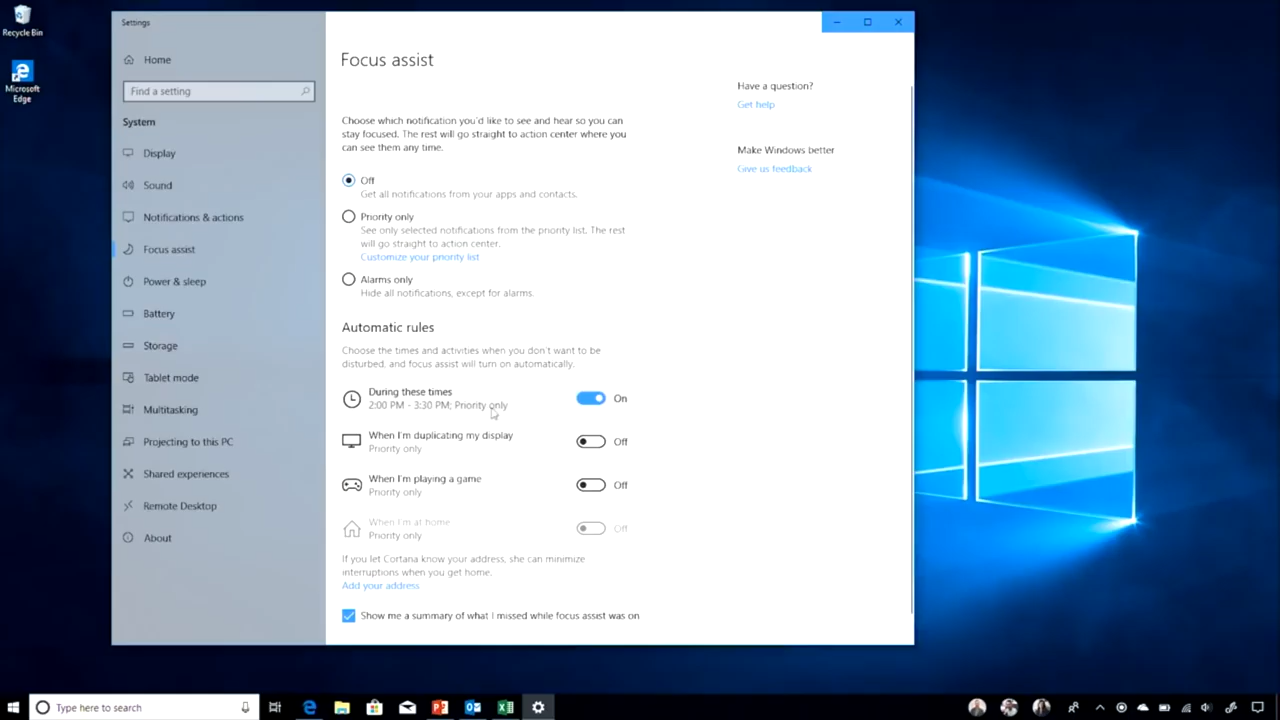 Recycle Bin
Microsoft
Edge
Settings
Home
Find a setting
System
Display
Sound
Notifications & actions
Focus assist
Power & sleep
Battery
Storage
Tablet mode
Multitasking
Projecting to this PC
Shared experiences
Remote Desktop
About
Focus assist
Choose which notification you'd like to see and hear so you can
stay focused. The rest will go straight to action center where you
can see them any time.
Off
Get all notifications from your apps and contacts.
Priority only
See only selected notifications from the priority list. The rest
will go straight to action center.
Customize your priority list
Alarms only
Hide all notifications, except for alarms.
Automatic rules
Choose the times and activities when you don't want to be
disturbed, and focus assist will turn on automatically.
During these times
2:00 PM - 3:30 PM; Priority only
On
When I'm duplicating my display
Priority only
Off
When I'm playing a game
Priority only
Off
When I'm at home
Priority only
Off
If you let Cortana know your address, she can minimize
interruptions when you get home.
Add your address
Show me a summary of what I missed while focus assist was on
Have a question?
Get help
Make Windows better
Give us feedback
Type here to search